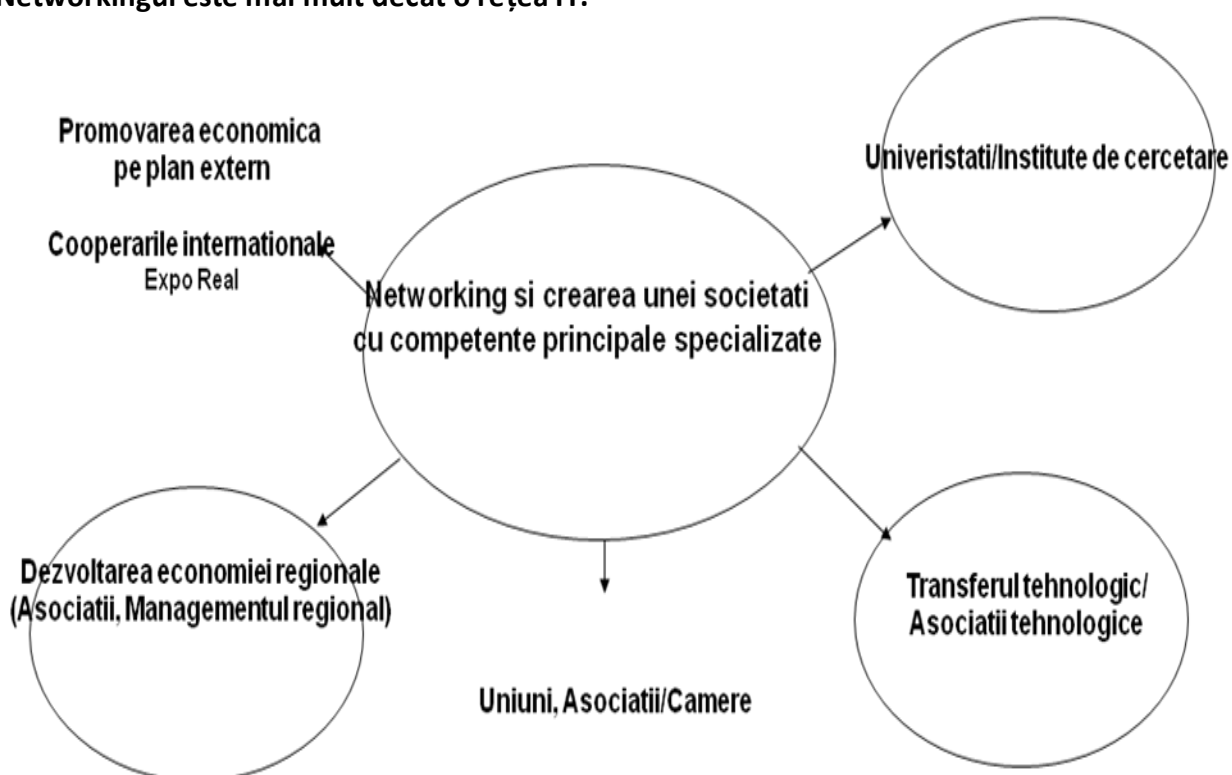 Networkingul este mai mult decât o rețea IT.
Promovarea economica
pe plan extern
Cooperarile internationale
Expo Real
Univeristati/Institute de cercetare
Networking si crearea unei societati
cu competente principale specializate
Dezvoltarea economiei regionale
(Asociatii, Managementul regional)
Transferul tehnologic/
Asociatii tehnologice
Uniuni, Asociatii/Camere